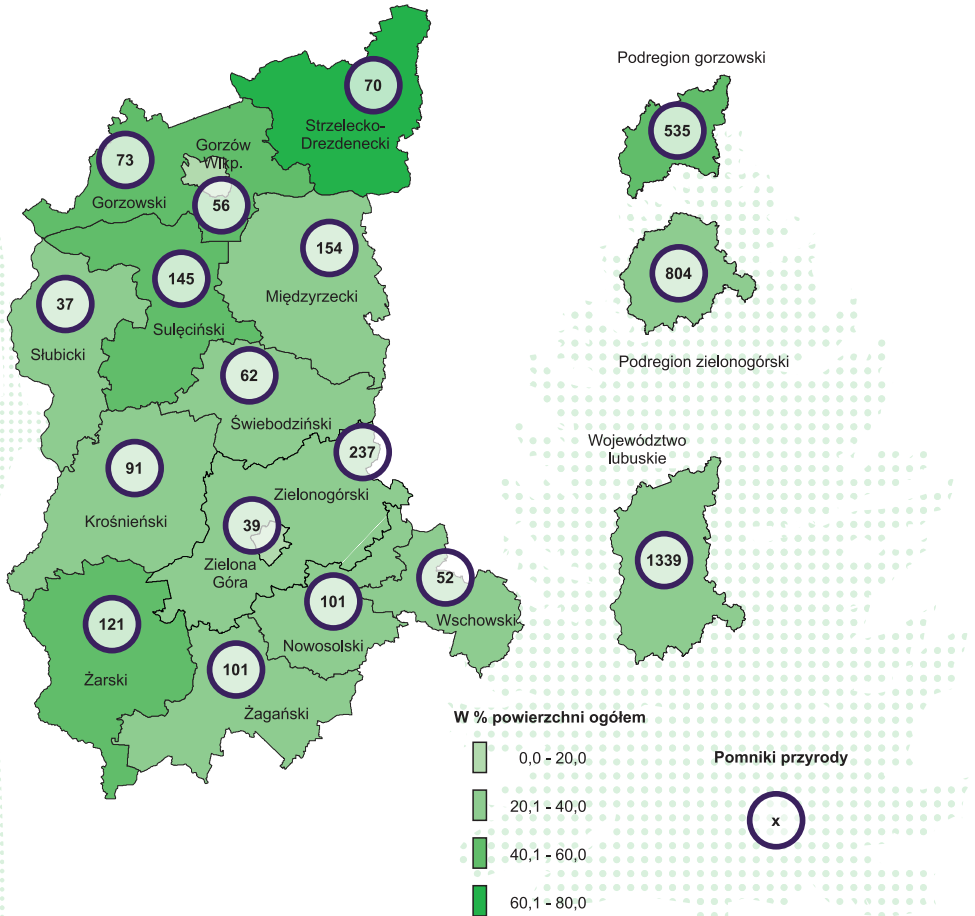 Podregion gorzowski
70
Strzelecko-
Drezdenecki
535
73
Gorzów
Wlkp.
Gorzowski
56
154
Międzyrzecki
145
Sulęciński
37
Słubicki
804
Podregion zielonogórski
62
Świebodziński
237
Zielonogórski
91
Krośnieński
39
Zielona
Góra
Województwo
lubuskie
1339
52
Wschowski
101
Nowosolski
121
Żarski
101
Żagański
W % powierzchni ogółem
0,0 - 20,0
20,1 - 40,0
40,1 - 60,0
60,1 - 80,0
Pomniki przyrody
x